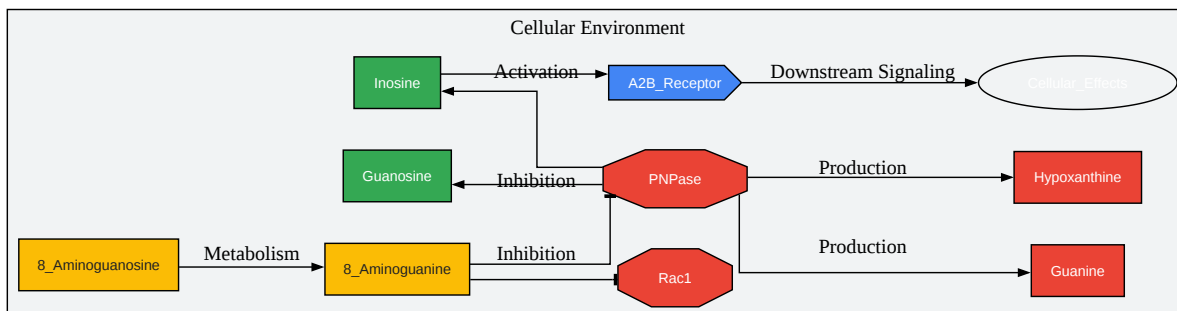 Cellular Environment
Inosine
Activation
A2B_Receptor
Downstream Signaling
Cellular_Effects
Guanosine
Inhibition
PNPase
Production
Hypoxanthine
8_Aminoguanosine
Metabolism
8_Aminoguanine
Inhibition
Rac1
Production
Guanine